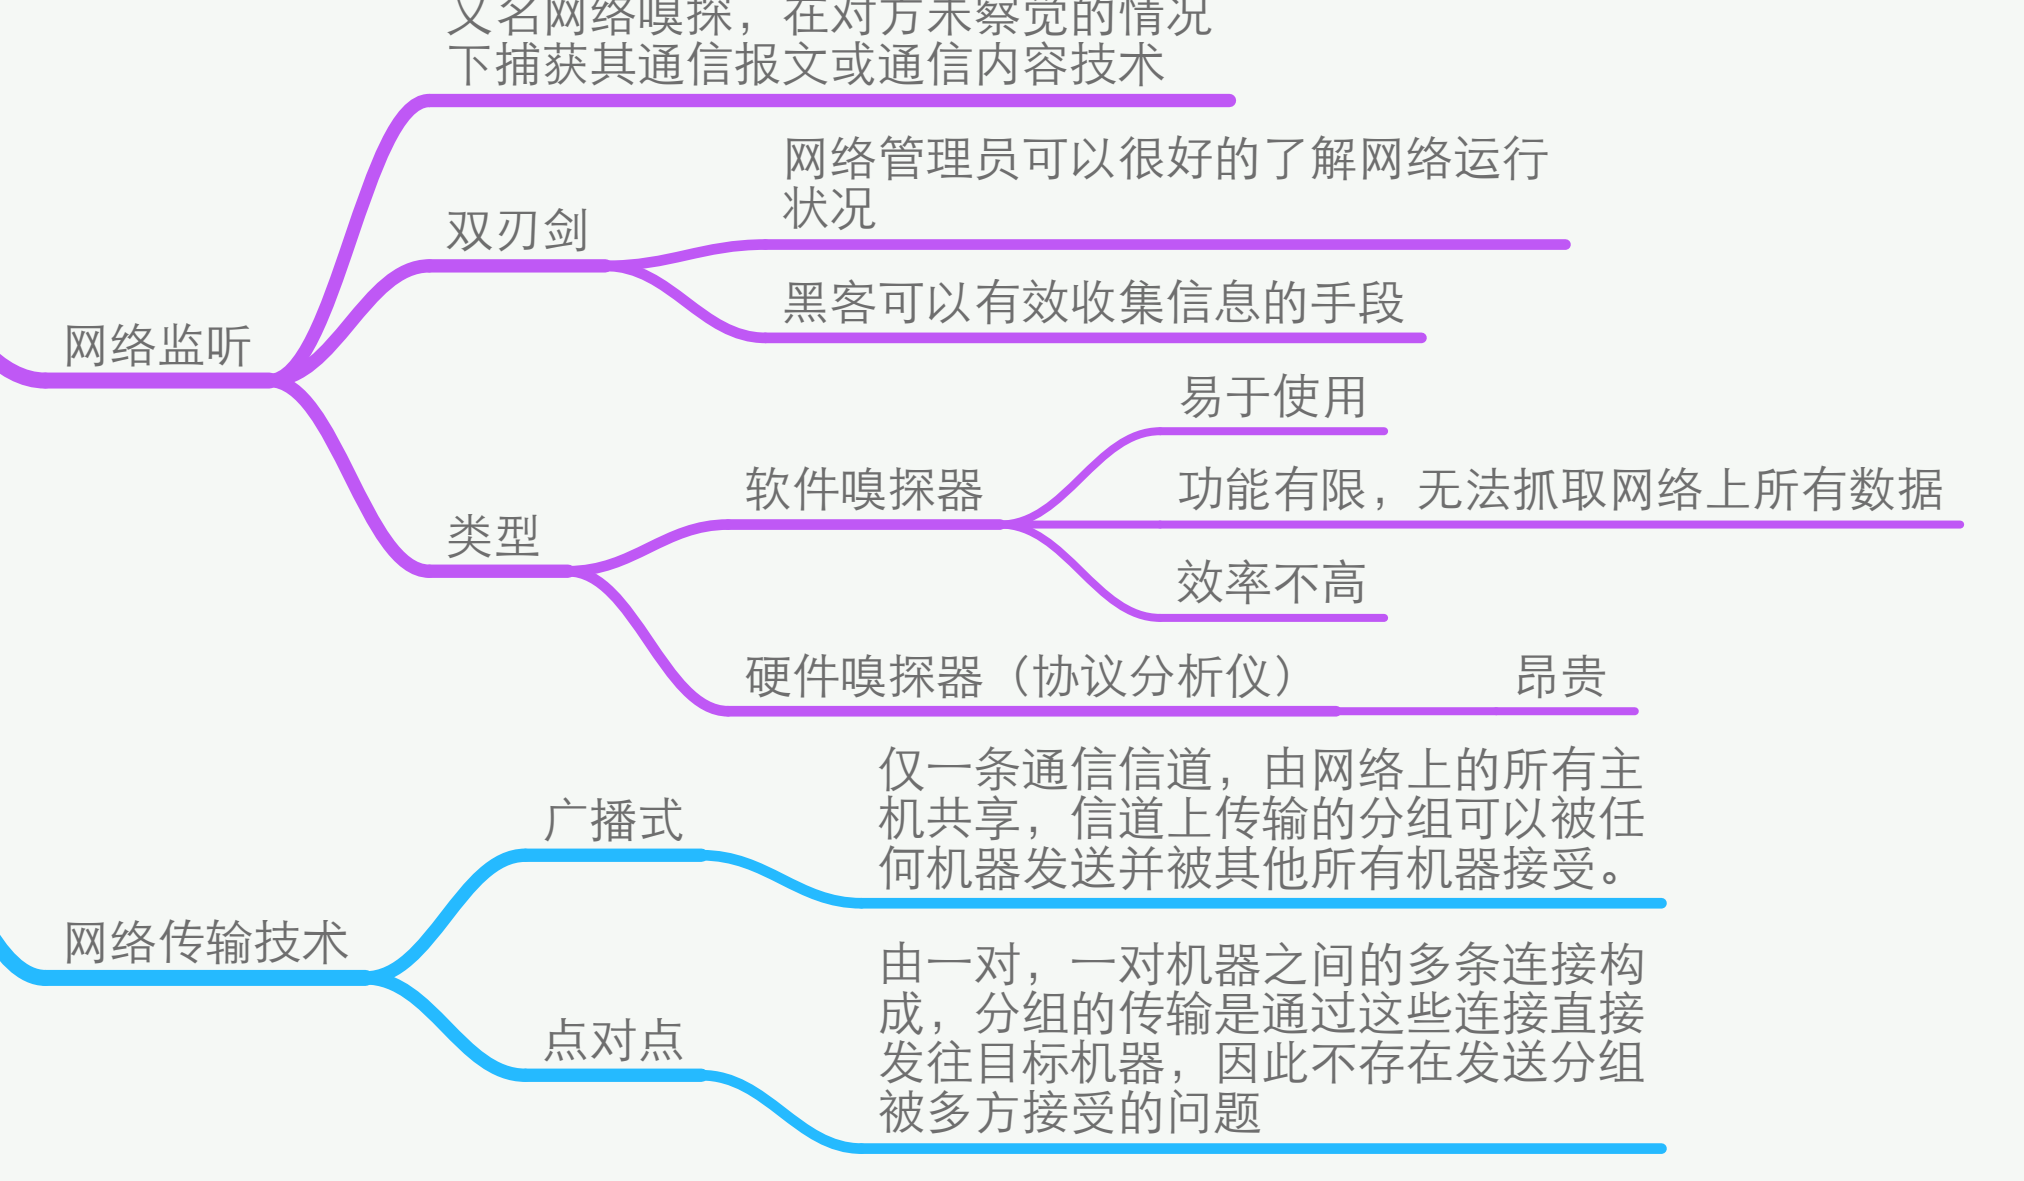 又名网络嗅探，在对方未察觉的情况
下捕获其通信报文或通信内容技术
网络管理员可以很好的了解网络运行
状况
双刃剑
黑客可以有效收集信息的手段
网络监听
易于使用
软件嗅探器
功能有限，无法抓取网络上所有数据
类型
效率不高
硬件嗅探器（协议分析仪）
昂贵
仅一条通信信道，由网络上的所有主
机共享，信道上传输的分组可以被任
何机器发送并被其他所有机器接受。
广播式
网络传输技术
由一对，一对机器之间的多条连接构
成，分组的传输是通过这些连接直接
发往目标机器，因此不存在发送分组
被多方接受的问题
点对点